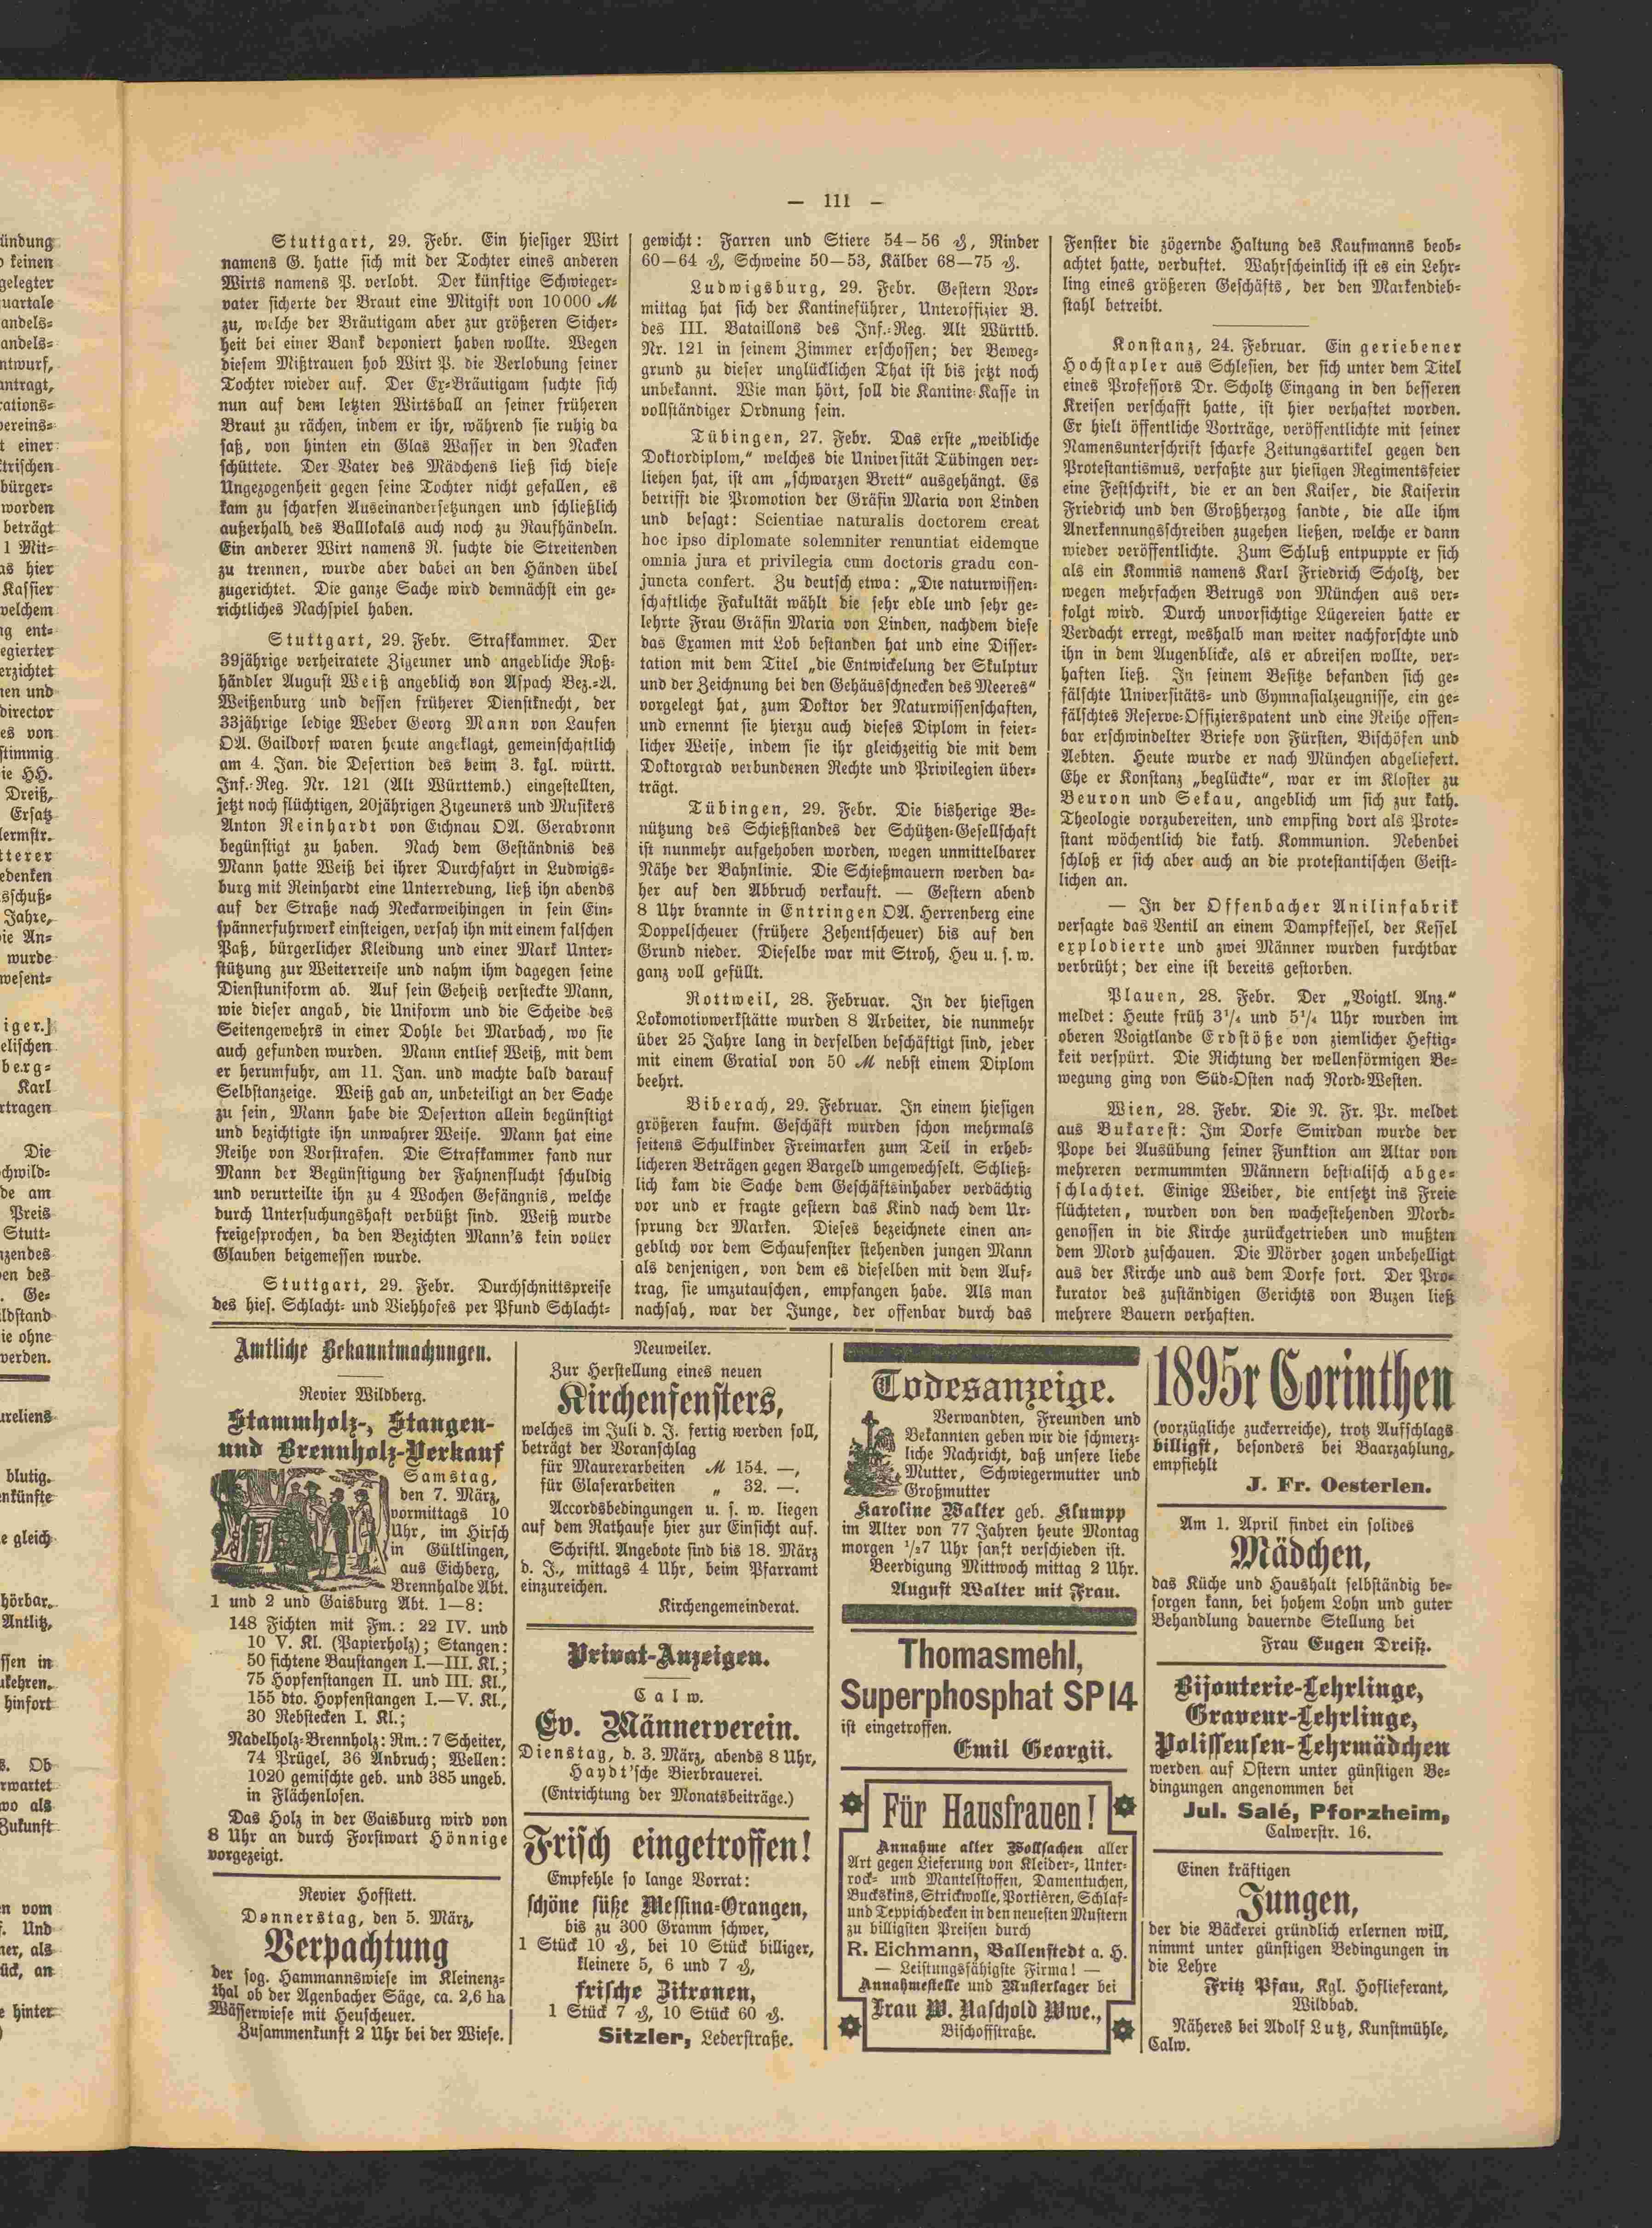 — 111 —
Stuttgart, 29. Febr. Ein hiesiger Wirt
namens G. hatte sich mit der Tochter eines anderen
Wirts namens P. verlobt. Der künftige Schwieger-
vater sicherte der Braut eine Mitgift von 10000 M
zu, welche der Bräutigam aber zur größeren Sicher-
heit bei einer Bank deponiert haben wollte. Wegen
diesem Mißtrauen hob Wirt P. die Verlobung seiner
Tochter wieder auf. Der Ex-Bräutigam suchte sich
nun auf dem letzten Wirtsball an seiner früheren
Braut zu rächen, indem er ihr, während sie ruhig da
saß, von hinten ein Glas Wasser in den Nacken
schüttete. Der Vater des Mädchens ließ sich diese
Ungezogenheit gegen seine Tochter nicht gefallen, es
kam zu scharfen Auseinandersetzungen und schließlich
außerhalb des Ballokals auch noch zu Raufhändeln.
Ein anderer Wirt namens R. suchte die Streitenden
zu trennen, wurde aber dabei an den Händen übel
zugerichtet. Die ganze Sache wird demnächst ein ge-
richtliches Nachspiel haben.
Stuttgart, 29. Febr. Strafkammer. Der
39jährige verheiratete Zigeuner und angebliche Roß-
händler August Weiß angeblich von Aspach Bez.-A.
Weißenburg und dessen früherer Dienstknecht, der
33jährige ledige Weber Georg Mann von Laufen
OA. Gaildorf waren heute angeklagt, gemeinschaftlich
am 4. Jan. die Desertion des beim 3. kgl. württ.
Inf.-Reg. Nr. 121 (Alt Württemb.) eingestellten,
jetzt noch flüchtigen, 20jährigen Zigeuners und Musikers
Anton Reinhardt von Eichnau OA. Gerabronn
begünstigt zu haben. Nach dem Geständnis des
Mann hatte Weiß bei ihrer Durchfahrt in Ludwigs-
burg mit Reinhardt eine Unterredung, ließ ihn abends
auf der Straße nach Neckarweihingen in sein Ein-
spännerfuhrwerk einsteigen, versah ihn mit einem falschen
Paß, bürgerlicher Kleidung und einer Mark Unter-
stützung zur Weiterreise und nahm ihm dagegen seine
Dienstuniform ab. Auf sein Geheiß versteckte Mann,
wie dieser angab, die Uniform und die Scheide des
Seitengewehrs in einer Dohle bei Marbach, wo sie
auch gefunden wurden. Mann entlief Weiß, mit dem
er herumfuhr, am 11. Jan. und machte bald darauf
Selbstanzeige. Weiß gab an, unbeteiligt an der Sache
zu sein, Mann habe die Desertion allein begünstigt
und bezichtigte ihn unwahrer Weise. Mann hat eine
Reihe von Vorstrafen. Die Strafkammer fand nur
Mann der Begünstigung der Fahnenflucht schuldig
und verurteilte ihn zu 4 Wochen Gefängnis, welche
durch Untersuchungshaft verbüßt sind. Weiß wurde
freigesprochen, da den Bezichten Mann's kein voller
Glauben beigemessen wurde.
Stuttgart, 29. Febr. Durchschnittspreise
des hies. Schlacht- und Viehhofes per Pfund Schlacht-
gewicht: Farren und Stiere 54—56 ₰, Rinder
60—64 ₰, Schweine 50—53, Kälber 68—75 ₰.
Ludwigsburg, 29. Febr. Gestern Vor-
mittag hat sich der Kantineführer, Unteroffizier B.
des III. Bataillons des Inf.-Reg. Alt Württb.
Nr. 121 in seinem Zimmer erschossen; der Beweg-
grund zu dieser unglücklichen That ist bis jetzt noch
unbekannt. Wie man hört, soll die Kantine-Kasse in
vollständiger Ordnung sein.
Tübingen, 27. Febr. Das erste „weibliche
Doktordiplom," welches die Universität Tübingen ver-
liehen hat, ist am „schwarzen Brett" ausgehängt. Es
betrifft die Promotion der Gräfin Maria von Linden
und besagt: Scientiae naturalis doctorem creat
hoc ipso diplomate solemniter renuntiat eidemque
omnia jura et privilegia cum doctoris gradu con-
juncta confert. Zu deutsch etwa: „Die naturwissen-
schaftliche Fakultät wählt die sehr edle und sehr ge-
lehrte Frau Gräfin Maria von Linden, nachdem diese
das Examen mit Lob bestanden hat und eine Disser-
tation mit dem Titel „die Entwickelung der Skulptur
und der Zeichnung bei den Gehäusschnecken des Meeres"
vorgelegt hat, zum Doktor der Naturwissenschaften,
und ernennt sie hierzu auch dieses Diplom in feier-
licher Weise, indem sie ihr gleichzeitig die mit dem
Doktorgrad verbundenen Rechte und Privilegien über-
trägt.
Tübingen, 29. Febr. Die bisherige Be-
nützung des Schießstandes der Schützen-Gesellschaft
ist nunmehr aufgehoben worden, wegen unmittelbarer
Nähe der Bahnlinie. Die Schießmauern werden da-
her auf den Abbruch verkauft. — Gestern abend
8 Uhr brannte in Entringen OA. Herrenberg eine
Doppelscheuer (frühere Zehentscheuer) bis auf den
Grund nieder. Dieselbe war mit Stroh, Heu u. s. w.
ganz voll gefüllt.
Rottweil, 28. Februar. In der hiesigen
Lokomotivwerkstätte wurden 8 Arbeiter, die nunmehr
über 25 Jahre lang in derselben beschäftigt sind, jeder
mit einem Gratial von 50 M nebst einem Diplom
beehrt.
Biberach, 29. Februar. In einem hiesigen
größeren kaufm. Geschäft wurden schon mehrmals
seitens Schulkinder Freimarken zum Teil in erheb-
licheren Beträgen gegen Bargeld umgewechselt. Schließ-
lich kam die Sache dem Geschäftsinhaber verdächtig
vor und er fragte gestern das Kind nach dem Ur-
sprung der Marken. Dieses bezeichnete einen an-
geblich vor dem Schaufenster stehenden jungen Mann
als denjenigen, von dem es dieselben mit dem Auf-
trag, sie umzutauschen, empfangen habe. Als man
nachsah, war der Junge, der offenbar durch das
Fenster die zögernde Haltung des Kaufmanns beob-
achtet hatte, verduftet. Wahrscheinlich ist es ein Lehr-
ling eines größeren Geschäfts, der den Markendieb-
stahl betreibt.
Konstanz, 24. Februar. Ein geriebener
Hochstapler aus Schlesien, der sich unter dem Titel
eines Professors Dr. Scholtz Eingang in den besseren
Kreisen verschafft hatte, ist hier verhaftet worden.
Er hielt öffentliche Vorträge, veröffentlichte mit seiner
Namensunterschrift scharfe Zeitungsartikel gegen den
Protestantismus, verfaßte zur hiesigen Regimentsfeier
eine Festschrift, die er an den Kaiser, die Kaiserin
Friedrich und den Großherzog sandte, die alle ihm
Anerkennungsschreiben zugehen ließen, welche er dann
wieder veröffentlichte. Zum Schluß entpuppte er sich
als ein Kommis namens Karl Friedrich Scholtz, der
wegen mehrfachen Betrugs von München aus ver-
folgt wird. Durch unvorsichtige Lügereien hatte er
Verdacht erregt, weshalb man weiter nachforschte und
ihn in dem Augenblicke, als er abreisen wollte, ver-
haften ließ. In seinem Besitze befanden sich ge-
fälschte Universitäts- und Gymnasialzeugnisse, ein ge-
fälschtes Reserve-Offizierspatent und eine Reihe offen-
bar erschwindelter Briefe von Fürsten, Bischöfen und
Aebten. Heute wurde er nach München abgeliefert.
Ehe er Konstanz „beglückte", war er im Kloster zu
Beuron und Sekau, angeblich um sich zur kath.
Theologie vorzubereiten, und empfing dort als Prote-
stant wöchentlich die kath. Kommunion. Nebenbei
schloß er sich aber auch an die protestantischen Geist-
lichen an.
— In der Offenbacher Anilinfabrik
versagte das Ventil an einem Dampfkessel, der Kessel
explodierte und zwei Männer wurden furchtbar
verbrüht; der eine ist bereits gestorben.
Plauen, 28. Febr. Der „Voigtl. Anz."
meldet: Heute früh 3¼ und 5¼ Uhr wurden im
oberen Voigtlande Erdstöße von ziemlicher Heftig-
keit verspürt. Die Richtung der wellenförmigen Be-
wegung ging von Süd-Osten nach Nord-Westen.
Wien, 28. Febr. Die N. Fr. Pr. meldet
aus Bukarest: Im Dorfe Smirdan wurde der
Pope bei Ausübung seiner Funktion am Altar von
mehreren vermummten Männern bestialisch abge-
schlachtet. Einige Weiber, die entsetzt ins Freie
flüchteten, wurden von den wachestehenden Mord-
genossen in die Kirche zurückgetrieben und mußten
dem Mord zuschauen. Die Mörder zogen unbehelligt
aus der Kirche und aus dem Dorfe fort. Der Pro-
kurator des zuständigen Gerichts von Buzen ließ
mehrere Bauern verhaften.
Amtliche Bekanntmachungen.
Revier Wildberg.
Stammholz-, Stangen-
und Brennholz-Verkauf
Samstag,
den 7. März,
vormittags 10
Uhr, im Hirsch
in Gültlingen,
aus Eichberg,
Brennhalde Abt.
1 und 2 und Gaisburg Abt. 1—8:
148 Fichten mit Fm.: 22 IV. und
10 V. Kl. (Papierholz); Stangen:
50 fichtene Baustangen I.—III. Kl.;
75 Hopfenstangen II. und III. Kl.,
155 dto. Hopfenstangen I.—V. Kl.,
30 Rebstecken I. Kl.;
Nadelholz-Brennholz: Rm.: 7 Scheiter,
74 Prügel, 36 Anbruch; Wellen:
1020 gemischte geb. und 385 ungeb.
in Flächenlosen.
Das Holz in der Gaisburg wird von
8 Uhr an durch Forstwart Hönnige
vorgezeigt.
Revier Hofstett.
Donnerstag, den 5. März,
Verpachtung
der sog. Hammannswiese im Kleinenz-
thal ob der Agenbacher Säge, ca. 2,6 ha
Wässerwiese mit Heuscheuer.
Zusammenkunft 2 Uhr bei der Wiese.
Neuweiler.
Zur Herstellung eines neuen
Kirchenfensters,
welches im Juli d. J. fertig werden soll,
beträgt der Voranschlag
für Maurerarbeiten M 154. —,
für Glaserarbeiten „ 32. —.
Accordsbedingungen u. s. w. liegen
auf dem Rathause hier zur Einsicht auf.
Schriftl. Angebote sind bis 18. März
d. J., mittags 4 Uhr, beim Pfarramt
einzureichen.
Kirchengemeinderat.
Privat-Anzeigen.
Calw.
Ev. Männerverein.
Dienstag, d. 3. März, abends 8 Uhr,
Haydt'sche Bierbrauerei.
(Entrichtung der Monatsbeiträge.)
Frisch eingetroffen!
Empfehle so lange Vorrat:
schöne süße Messina-Orangen,
bis zu 300 Gramm schwer,
1 Stück 10 ₰, bei 10 Stück billiger,
kleinere 5, 6 und 7 ₰,
frische Zitronen,
1 Stück 7 ₰, 10 Stück 60 ₰.
Sitzler, Lederstraße.
Todesanzeige.
Verwandten, Freunden und
Bekannten geben wir die schmerz-
liche Nachricht, daß unsere liebe
Mutter, Schwiegermutter und
Großmutter
Karoline Walter geb. Klumpp
im Alter von 77 Jahren heute Montag
morgen ½7 Uhr sanft verschieden ist.
Beerdigung Mittwoch mittag 2 Uhr.
August Walter mit Frau.
Thomasmehl,
Superphosphat SP14
ist eingetroffen.
Emil Georgii.
Für Hausfrauen!
Annahme alter Wollsachen aller
Art gegen Lieferung von Kleider-, Unter-
rock- und Mantelstoffen, Damentuchen,
Buckskins, Strickwolle, Portièren, Schlaf-
und Teppichdecken in den neuesten Mustern
zu billigsten Preisen durch
R. Eichmann, Ballenstedt a. H.
— Leistungsfähigste Firma! —
Annahmestelle und Musterlager bei
Frau W. Naschold Wwe.,
Bischoffstraße.
1895r Corinthen
(vorzügliche zuckerreiche), trotz Aufschlags
billigst, besonders bei Baarzahlung,
empfiehlt
J. Fr. Oesterlen.
Am 1. April findet ein solides
Mädchen,
das Küche und Haushalt selbständig be-
sorgen kann, bei hohem Lohn und guter
Behandlung dauernde Stellung bei
Frau Eugen Dreiß.
Bijouterie-Lehrlinge,
Graveur-Lehrlinge,
Polisseusen-Lehrmädchen
werden auf Ostern unter günstigen Be-
dingungen angenommen bei
Jul. Salé, Pforzheim,
Calwerstr. 16.
Einen kräftigen
Jungen,
der die Bäckerei gründlich erlernen will,
nimmt unter günstigen Bedingungen in
die Lehre
Fritz Pfau, Kgl. Hoflieferant,
Wildbad.
Näheres bei Adolf Lutz, Kunstmühle,
Calw.